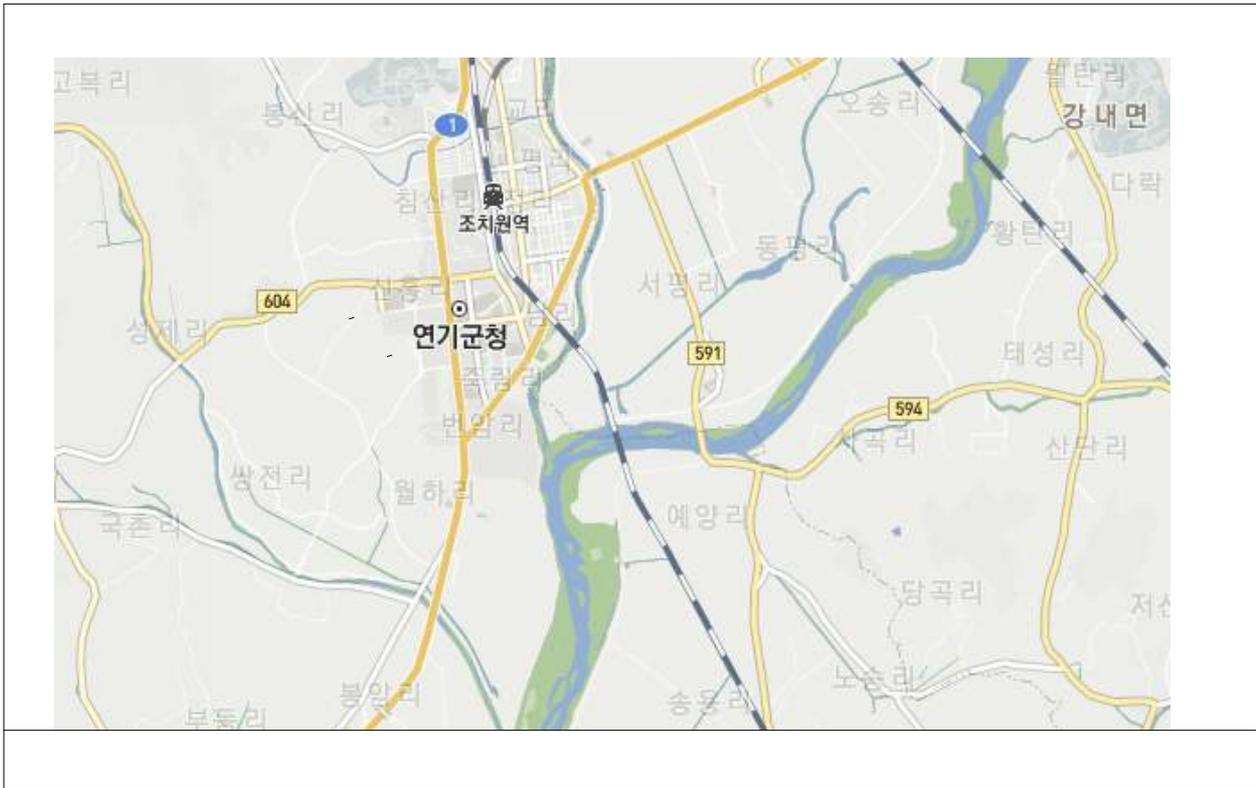 고복리
봉산리
교리
오송리
강내면
1
평리
다락
침산리
조치원역
황탄리
동평리
서평리
604
신흥리
연기군청
성제리
591
태성리
죽림리
594
번암리
산단리
쌍전리
월하리
예양리
국촌리
당곡리
노송리
봉암리
송용리
부동리